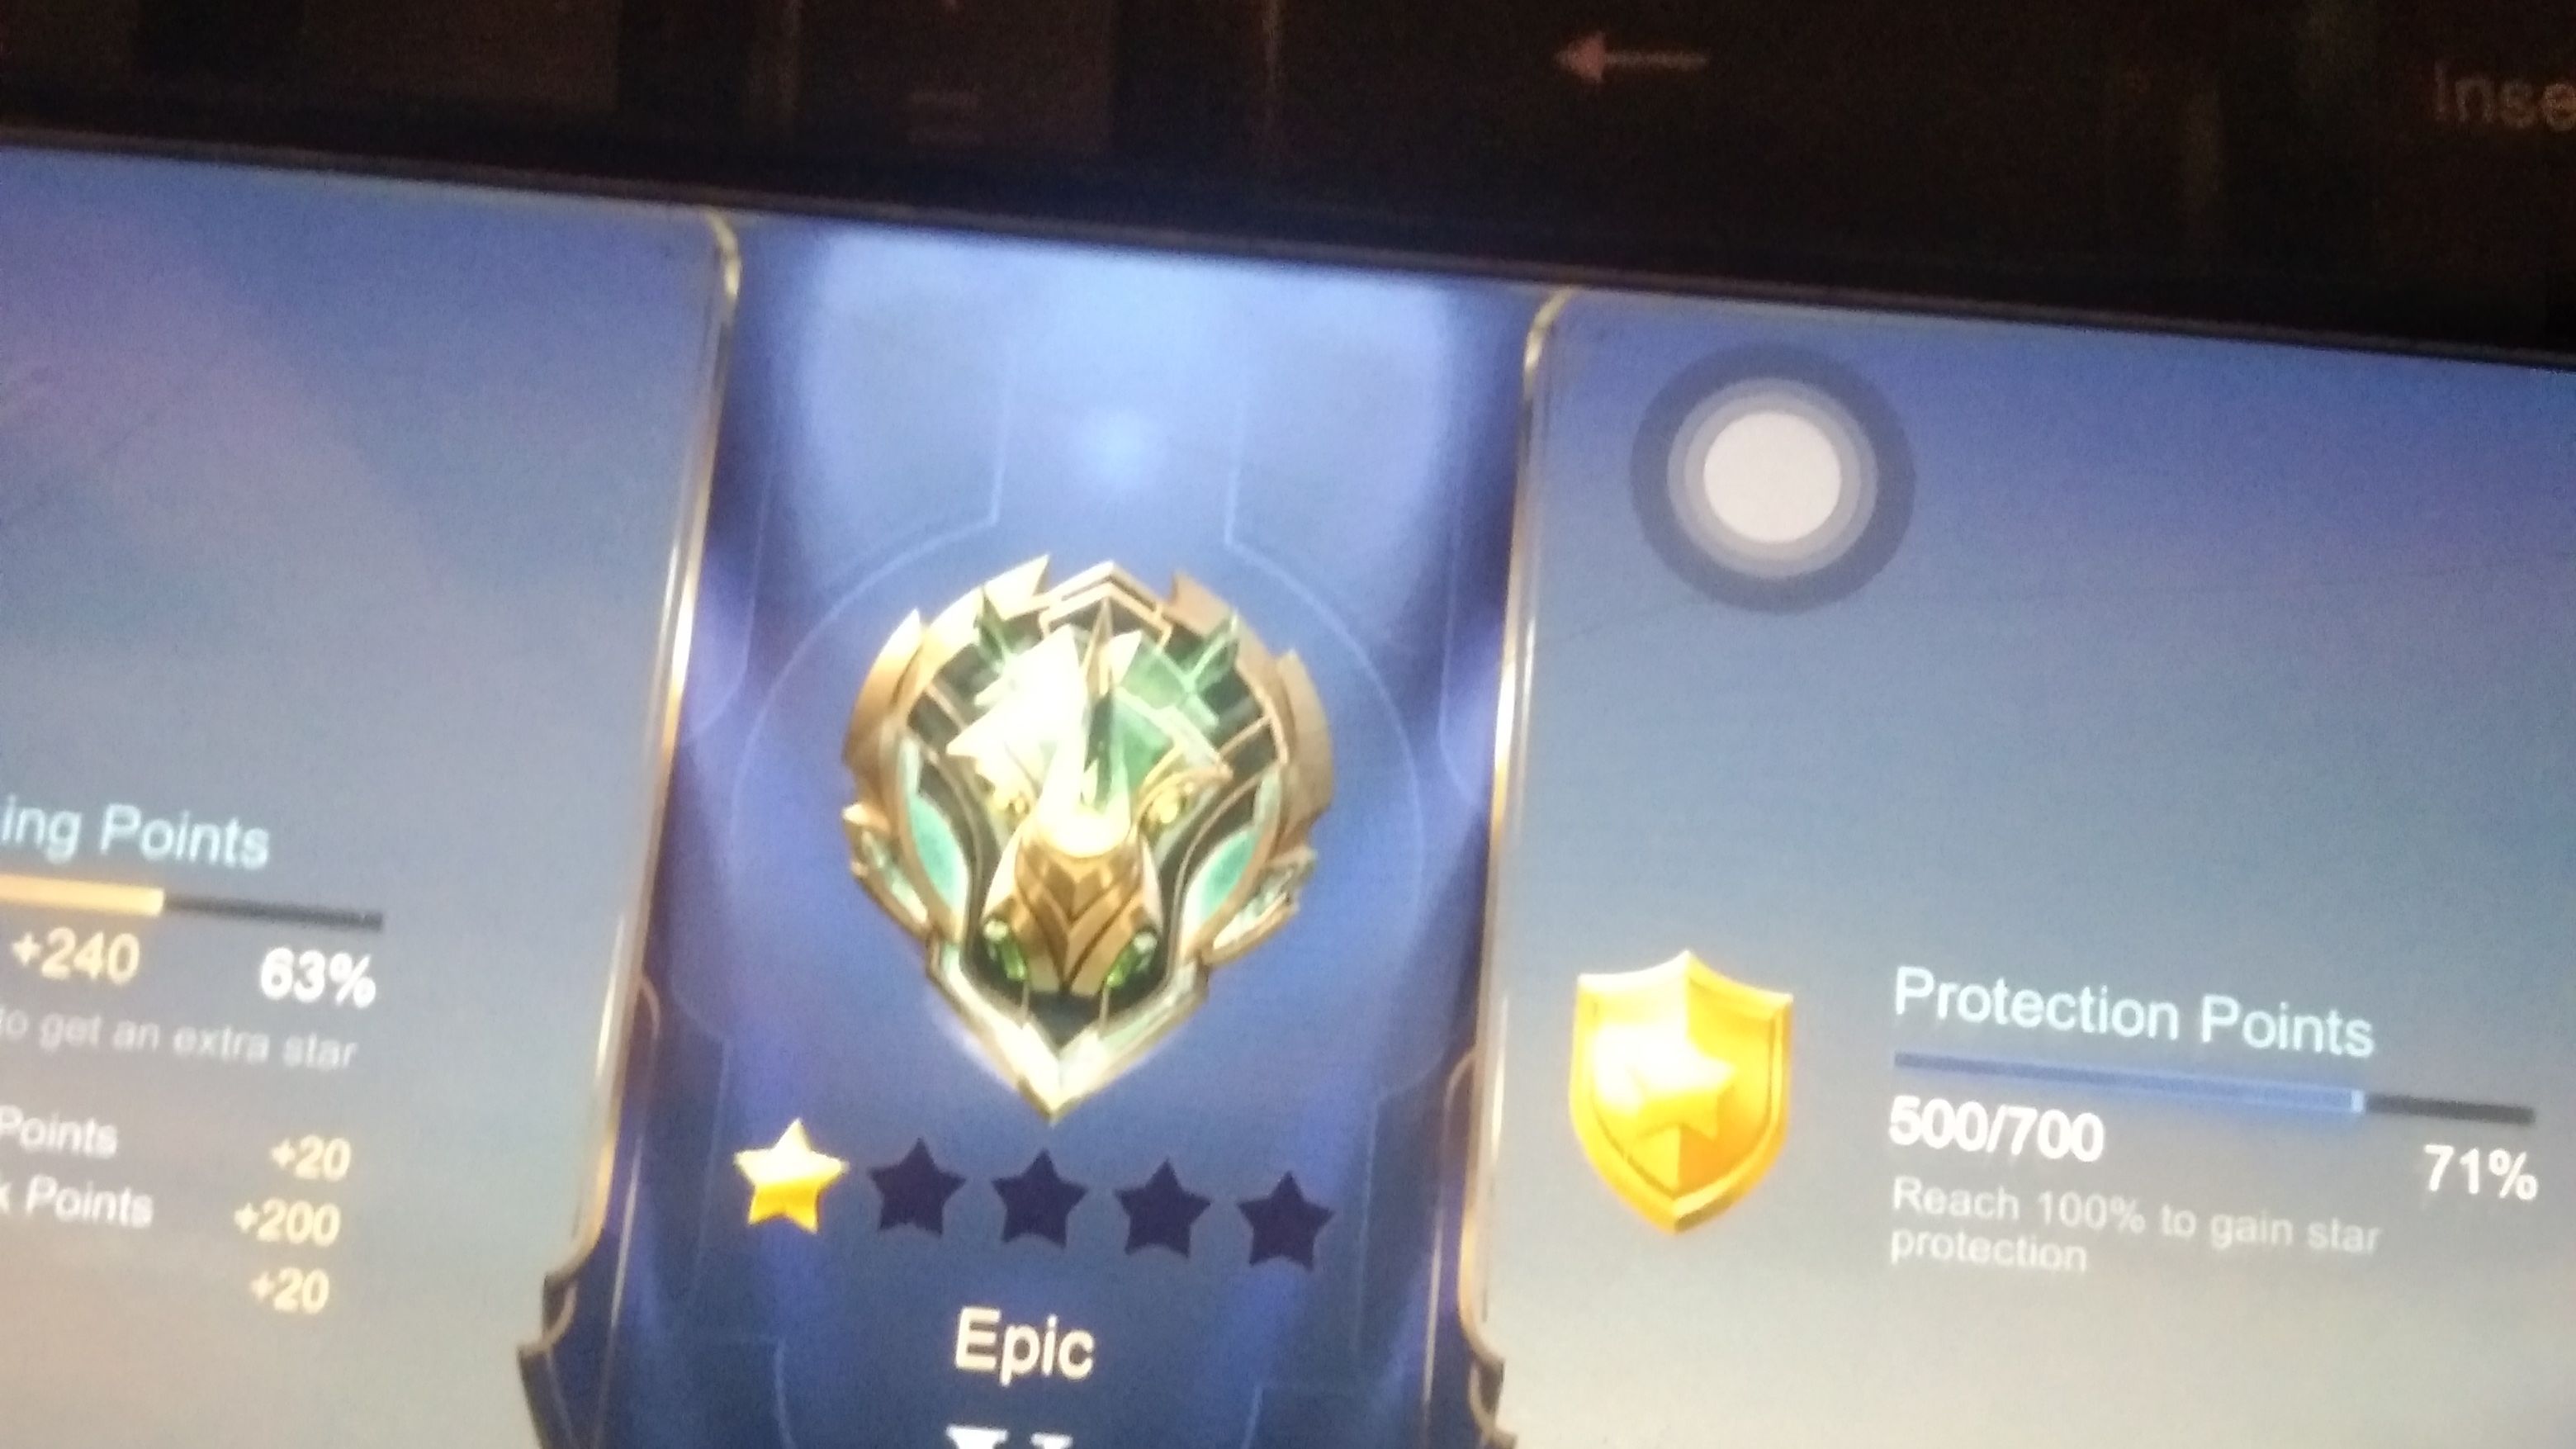 Inse
ing Points
+240 63%
to get an extra star
Points +20
k Points +200
+20
Epic
V
Protection Points
500/700 71%
Reach 100% to gain star
protection